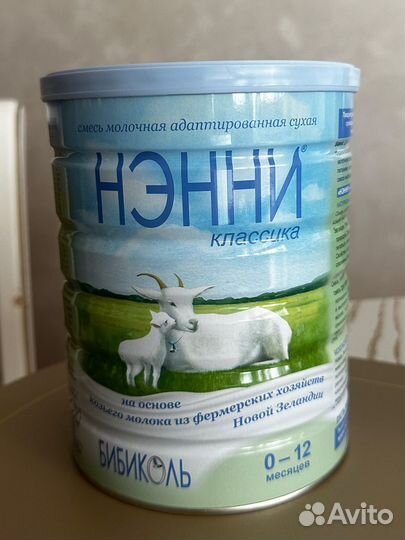 смесь молочная адаптированная сухая
НЭННИ®
классика
на основе
козьего молока из фермерских хозяйств
Новой Зеландии
БИБИКОЛЬ
0–12
месяцев
Avito